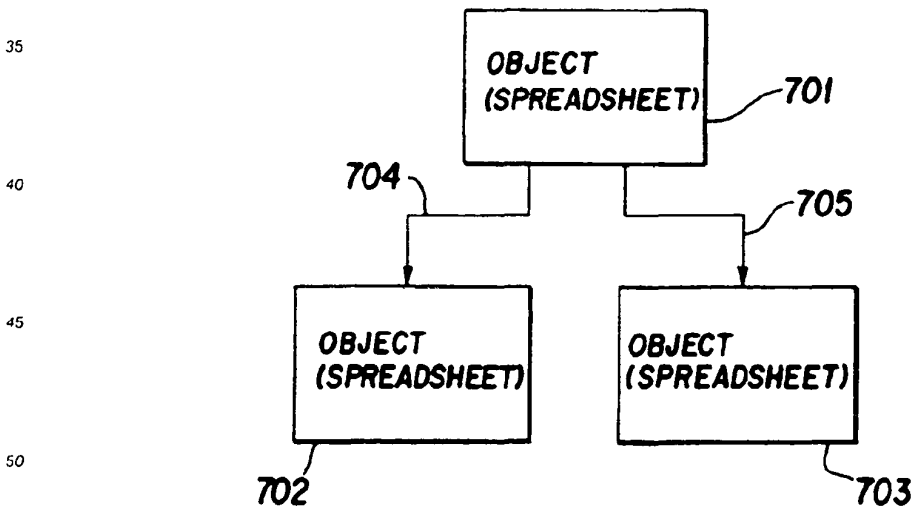 35
OBJECT
(SPREADSHEET)
701
40
704
705
45
OBJECT
(SPREADSHEET)
OBJECT
(SPREADSHEET)
50
702
703